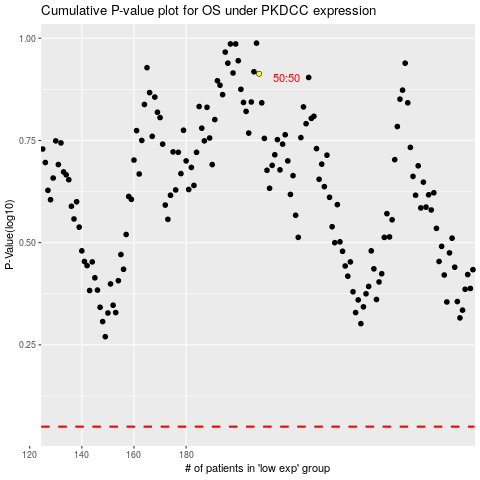 Cumulative P-value plot for OS under PKDCC expression
1.00
50:50
0.75
P-Value(log10)
0.50
0.25
120 140 160 180
# of patients in 'low exp' group